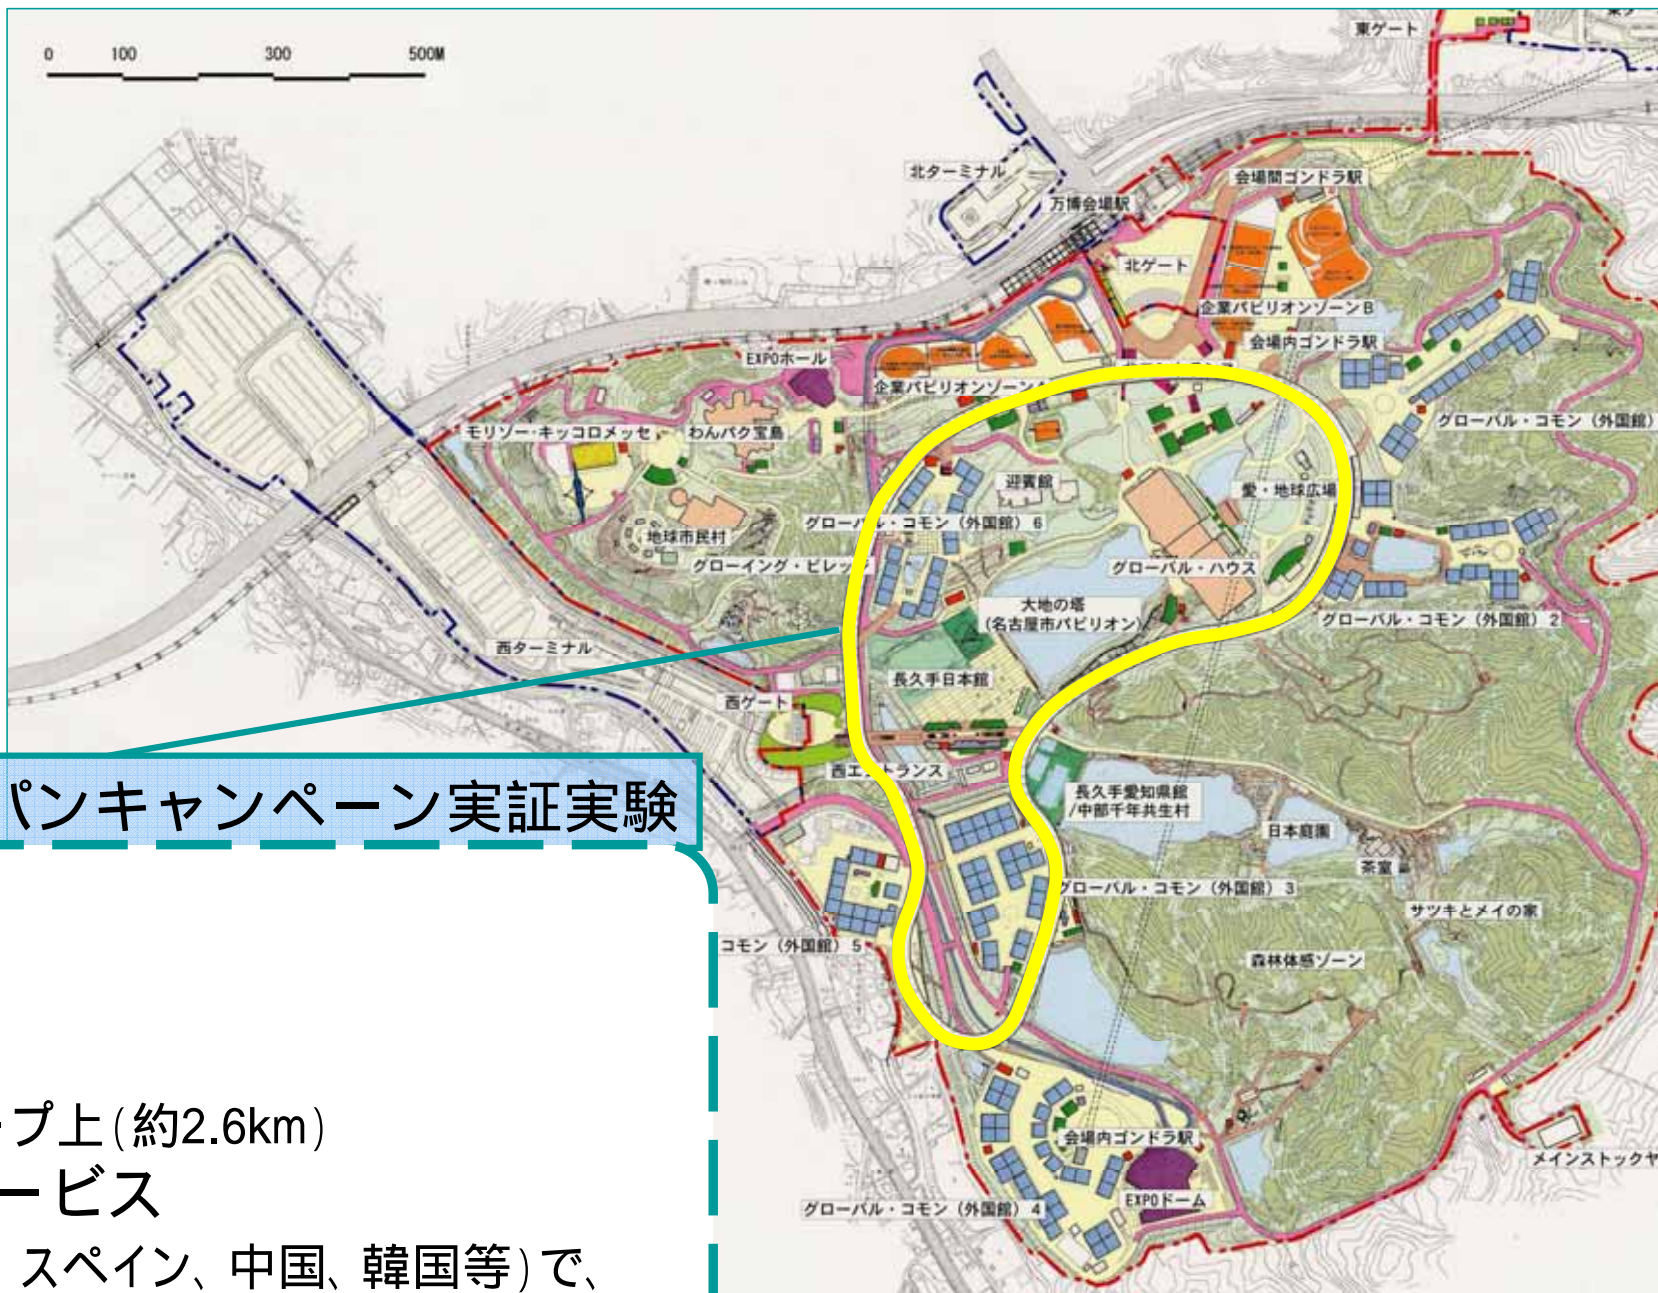 0 100 300 500M
東ゲート
北ターミナル
会場間ゴンドラ駅
万博会場駅
北ゲート
企業パビリオンゾーンB
会場内ゴンドラ駅
EXPOホール
企業パビリオンゾーン
グローバル・コモン（外国館）
モリゾー・キッコロメッセ
わんパク宝島
迎賓館
愛・地球広場
グローバル・コモン（外国館）6
地球市民村
グローイング・ビレッジ
グローバル・ハウス
大地の塔
（名古屋市パビリオン）
グローバル・コモン（外国館）2
西ターミナル
長久手日本館
西ゲート
西エントランス
パンキャンペーン実証実験
長久手愛知県館
/中部千年共生村
日本庭園
茶室
グローバル・コモン（外国館）3
サツキとメイの家
コモン（外国館）5
森林体感ゾーン
ープ上(約2.6km)
会場内ゴンドラ駅
メインストックヤ
ービス
EXPOドーム
グローバル・コモン（外国館）4
スペイン、中国、韓国等)で、